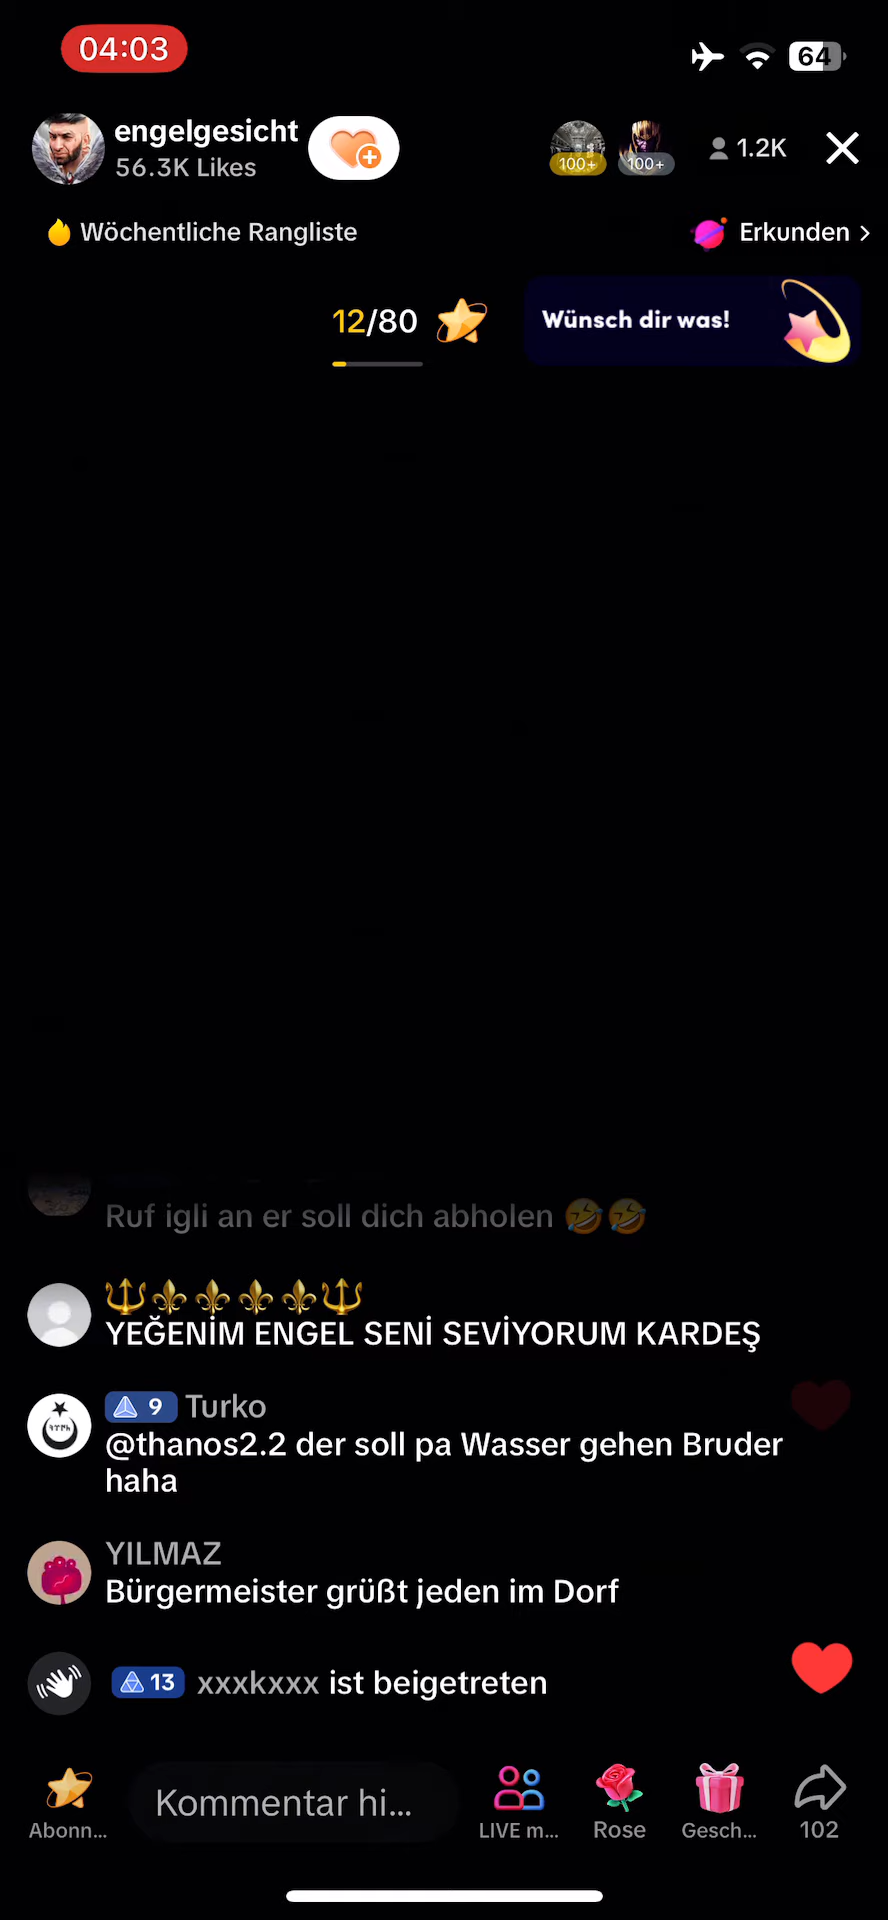 04:03
64
engelgesicht
56.3K Likes
100+
100+
1.2K
Wöchentliche Rangliste
Erkunden >
12/80
Wünsch dir was!
Ruf igli an er soll dich abholen 🤣🤣
🔱⚜️⚜️⚜️⚜️🔱
YEĞENİM ENGEL SENİ SEVİYORUM KARDEŞ
9 Turko
@thanos2.2 der soll pa Wasser gehen Bruder
haha
YILMAZ
Bürgermeister grüßt jeden im Dorf
13 xxxkxxx ist beigetreten
Kommentar hi...
Abonn...
LIVE m...
Rose
Gesch...
102